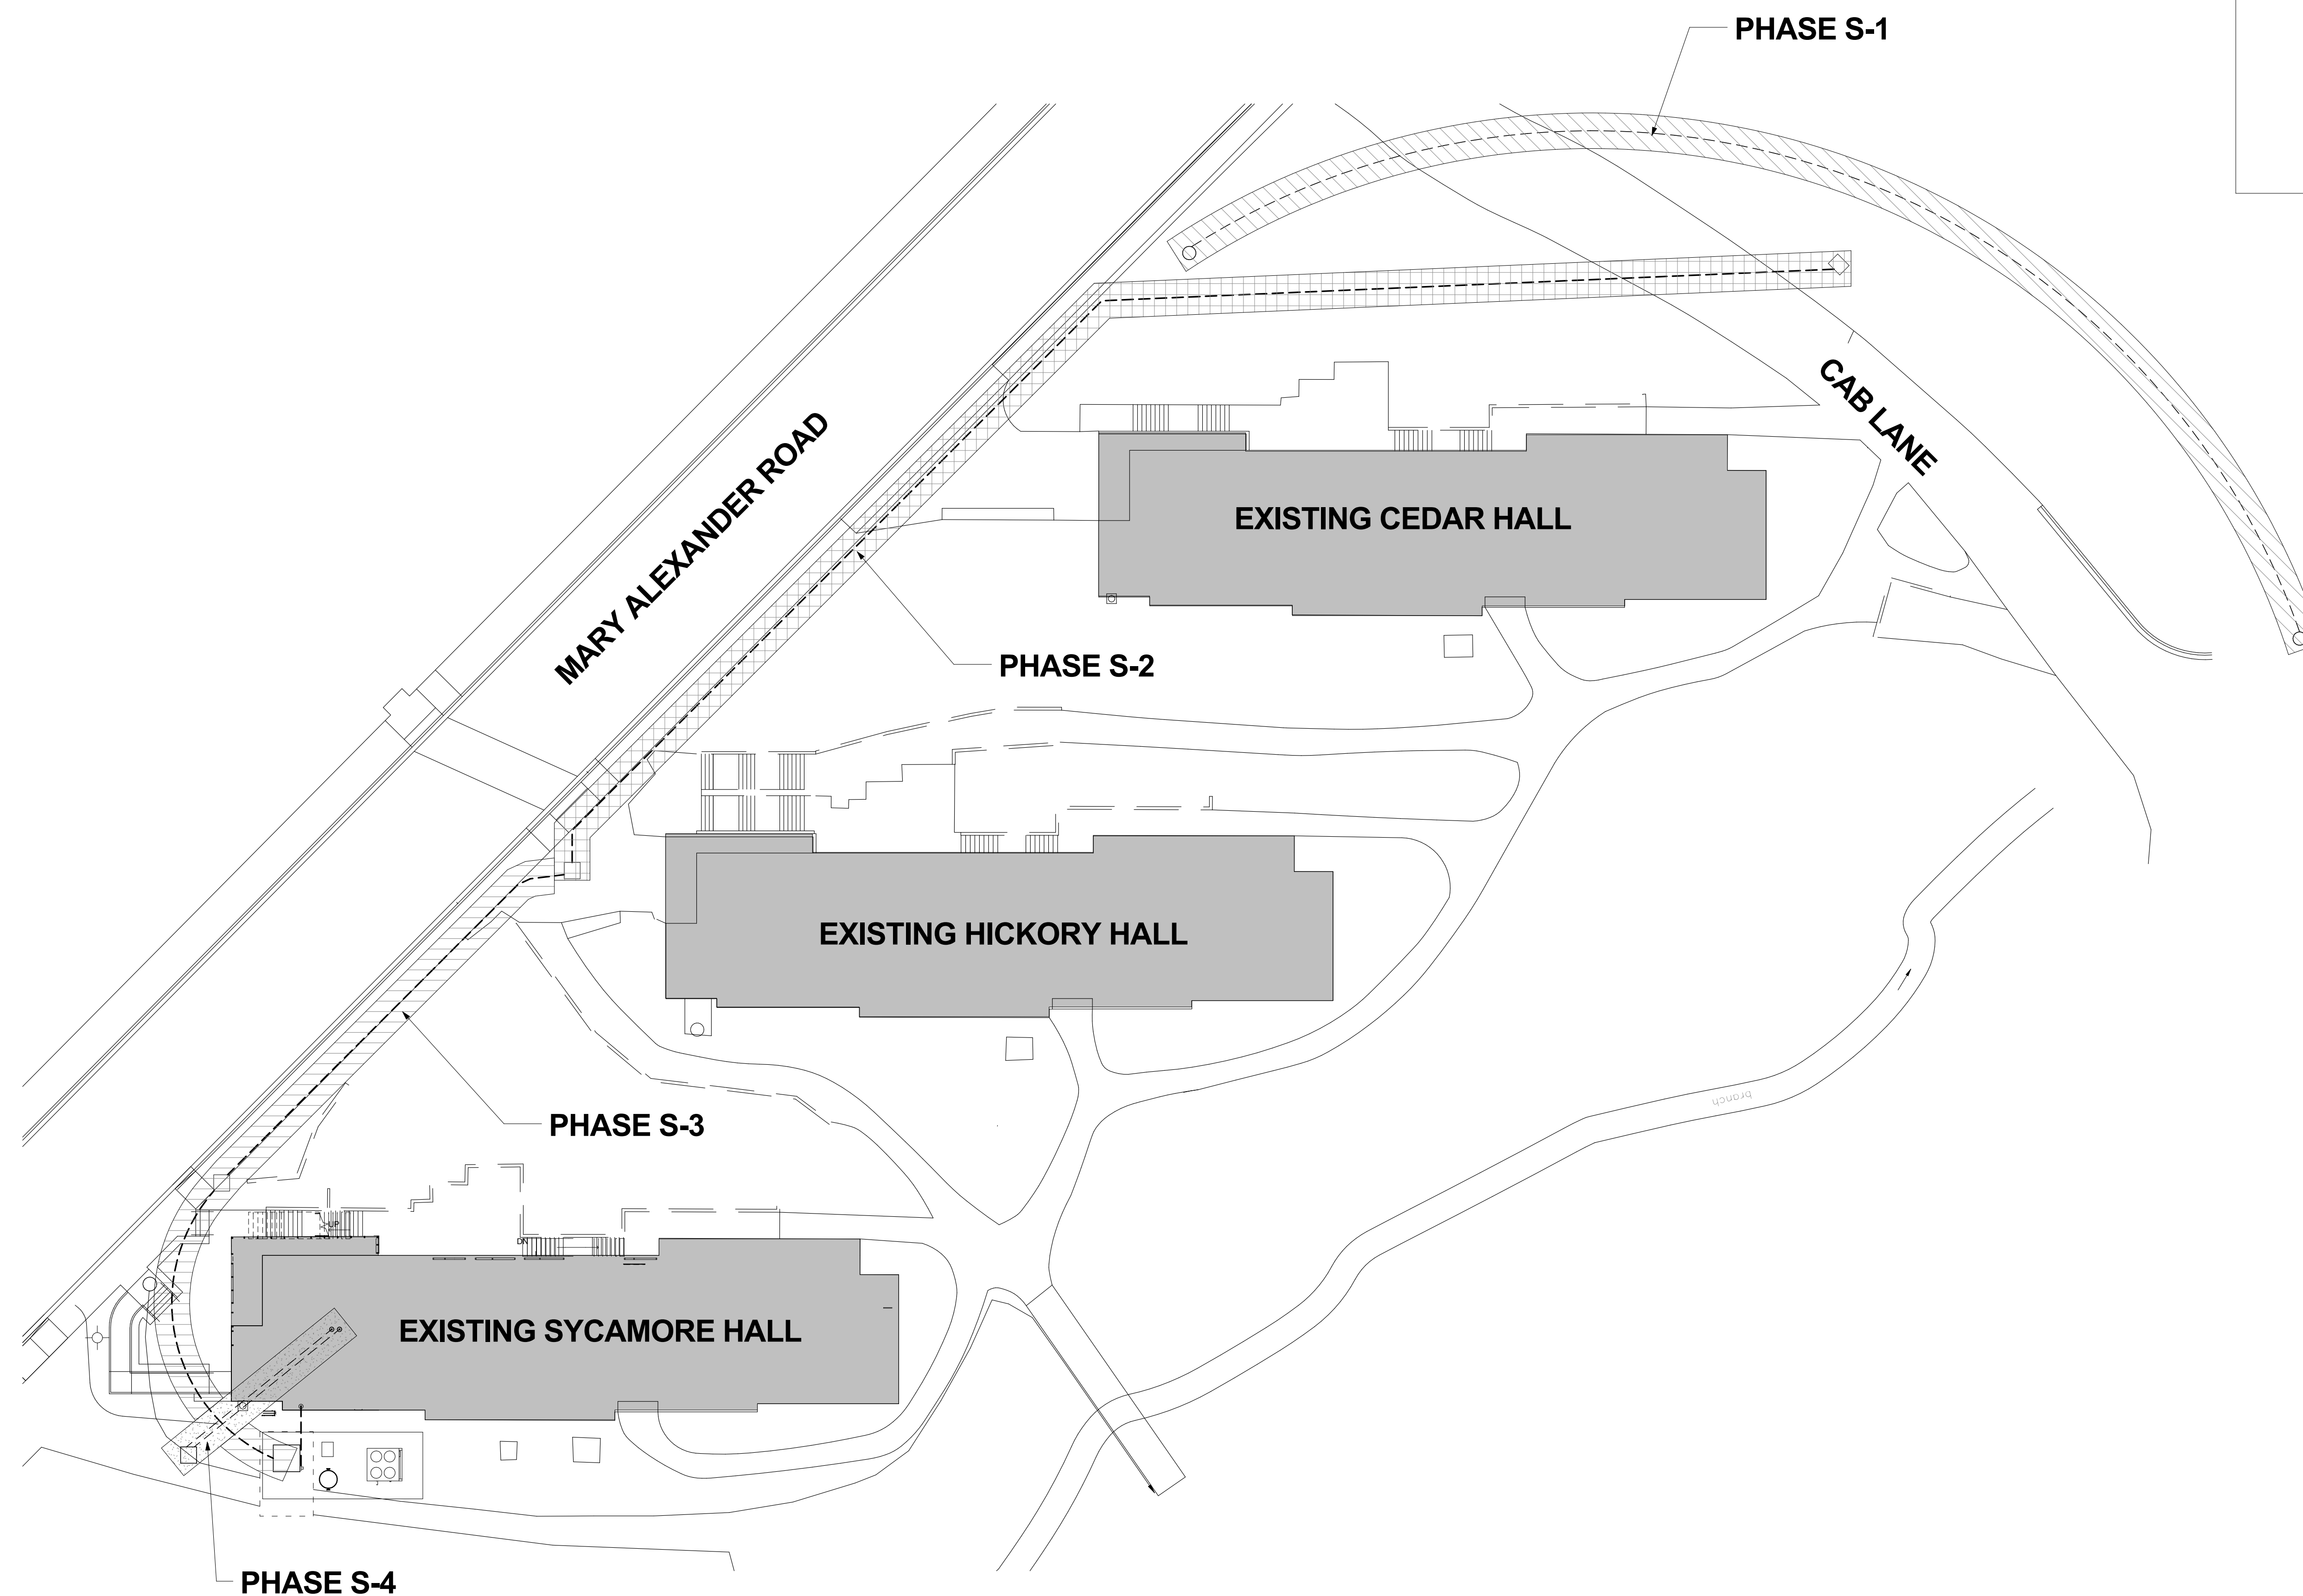 PHASE S-1
MARY ALEXANDER ROAD
CAB LANE
EXISTING CEDAR HALL
PHASE S-2
EXISTING HICKORY HALL
branch
PHASE S-3
UP
DN
EXISTING SYCAMORE HALL
PHASE S-4